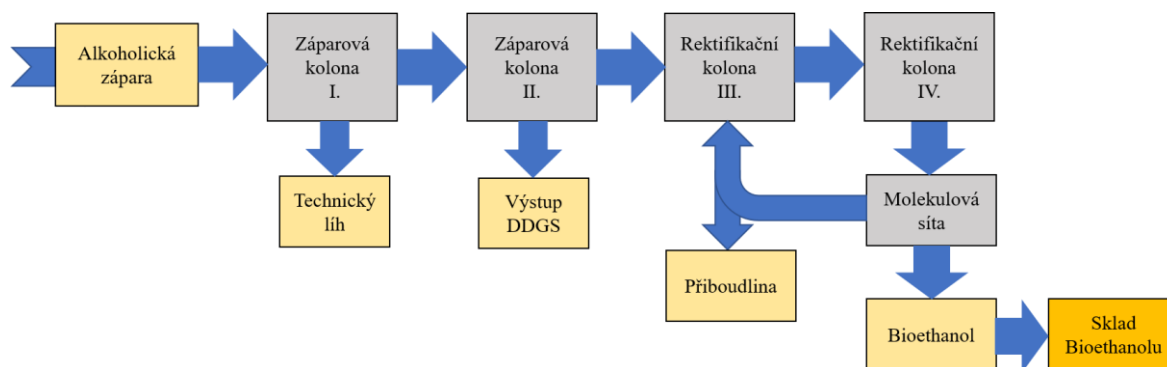 Alkoholická
zápara
Záparová
kolona
I.
Záparová
kolona
II.
Rektifikační
kolona
III.
Rektifikační
kolona
IV.
Technický
líh
Výstup
DDGS
Molekulová
síta
Přiboudlina
Bioethanol
Sklad
Bioethanolu